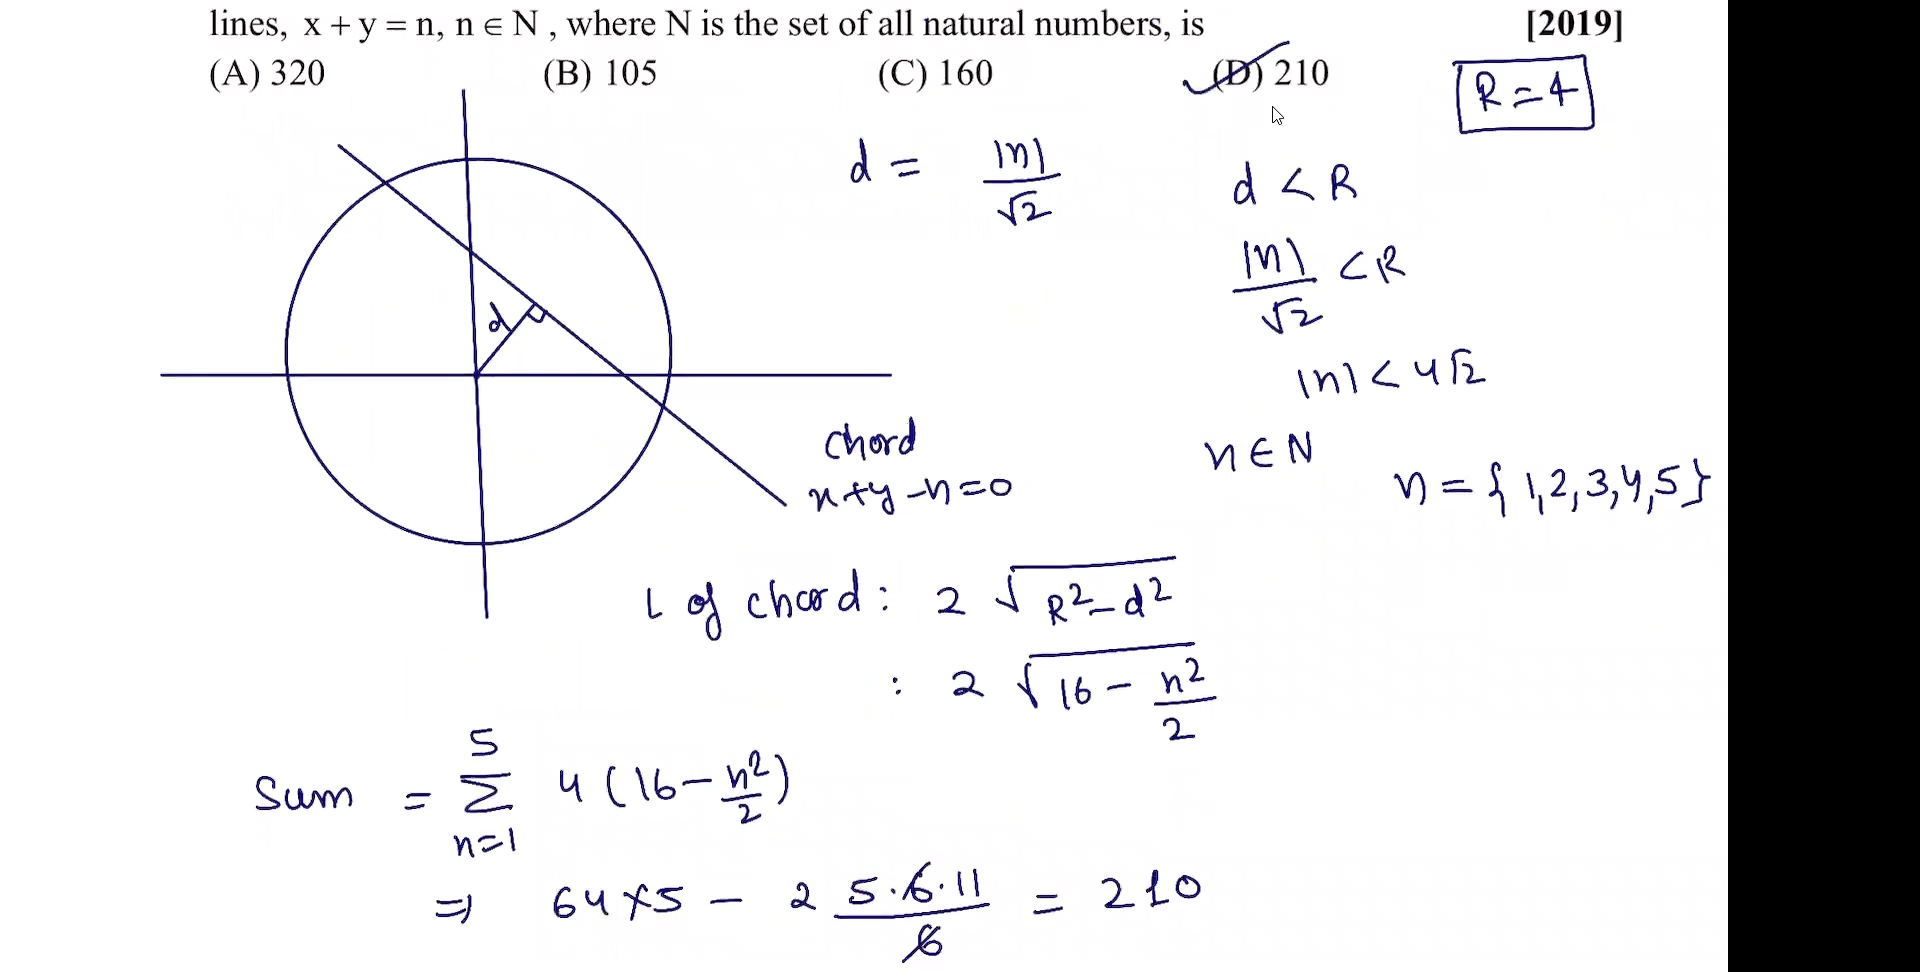 lines, x + y = n, n ∈ N , where N is the set of all natural numbers, is [2019]
(A) 320 (B) 105 (C) 160 (D) 210
R = 4
d = |n|/√2
d < R
|n|/√2 < R
|n| < 4√2
n ∈ N
n = { 1,2,3,4,5}
d
chord
x+y-n=0
L of chord : 2 √(R²-d²)
: 2 √(16 - n²/2)
Sum = 5 Σ n=1 4 (16 - n²/2)
⇒ 64×5 - 2 5·6·11/6 = 210